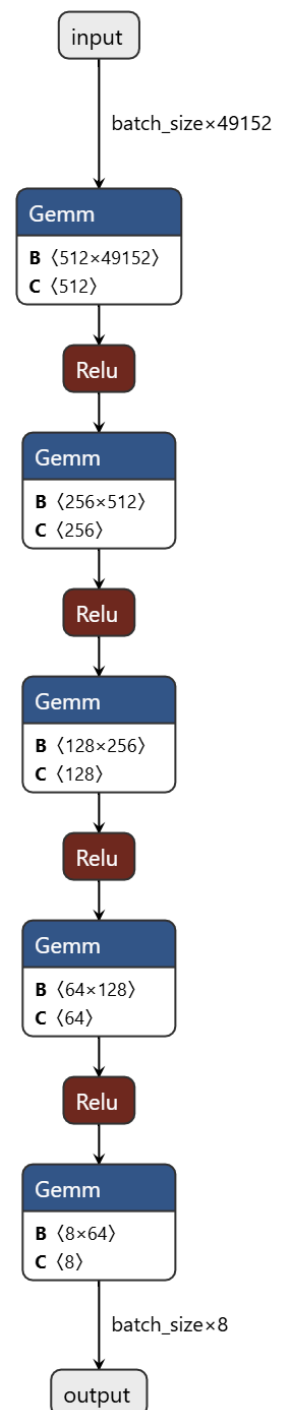 input
batch_size×49152
Gemm
B 〈512×49152〉
C 〈512〉
Relu
Gemm
B 〈256×512〉
C 〈256〉
Relu
Gemm
B 〈128×256〉
C 〈128〉
Relu
Gemm
B 〈64×128〉
C 〈64〉
Relu
Gemm
B 〈8×64〉
C 〈8〉
batch_size×8
output